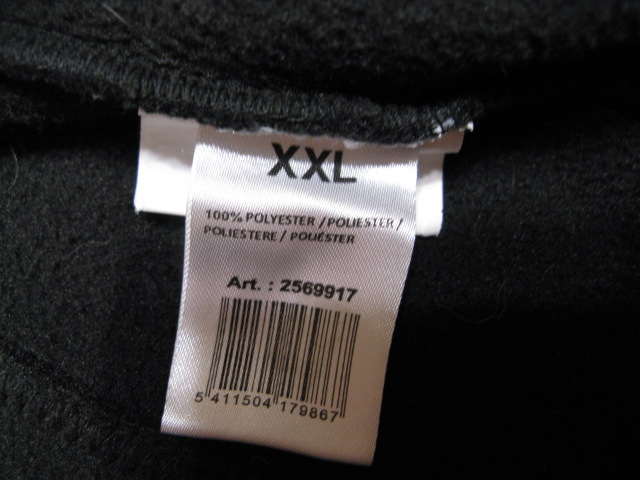 XXL
100% POLYESTER / POLIESTER /
POLIESTERE / POLIÉSTER
Art. : 2569917
5 411504 179867